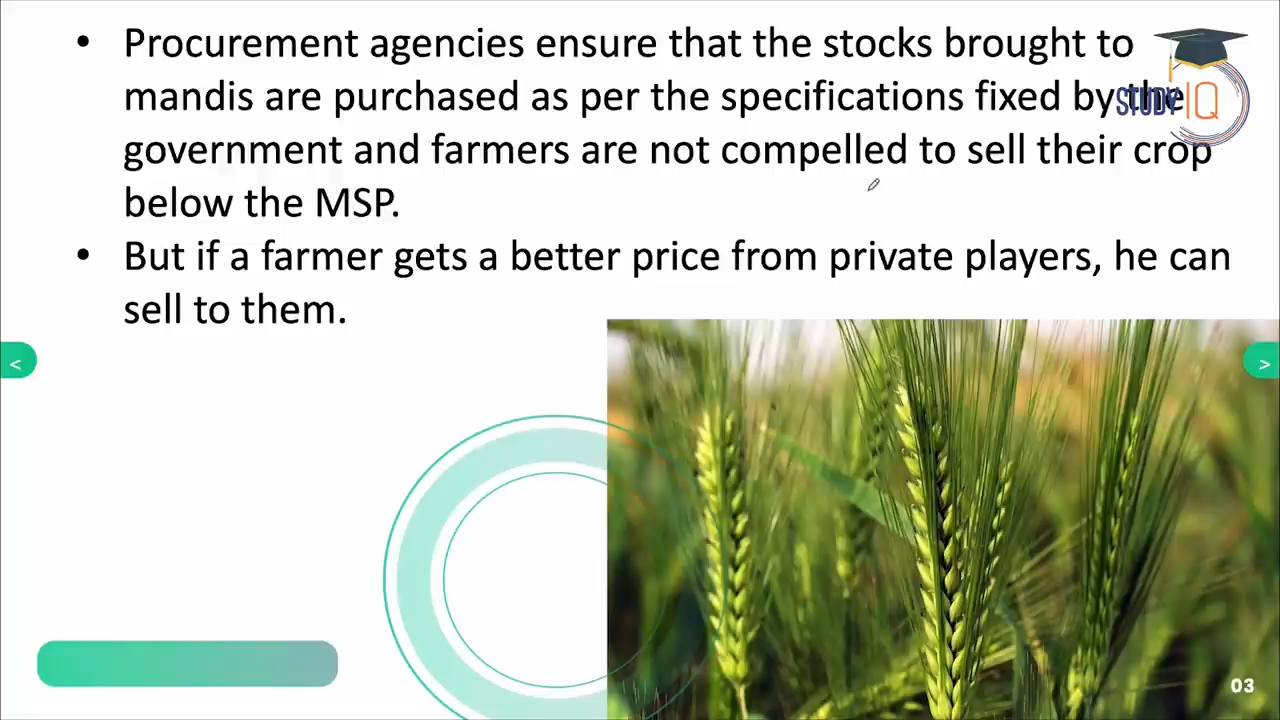 • Procurement agencies ensure that the stocks brought to
mandis are purchased as per the specifications fixed by the
government and farmers are not compelled to sell their crop
below the MSP.
• But if a farmer gets a better price from private players, he can
sell to them.
STUDY IQ
<
>
03